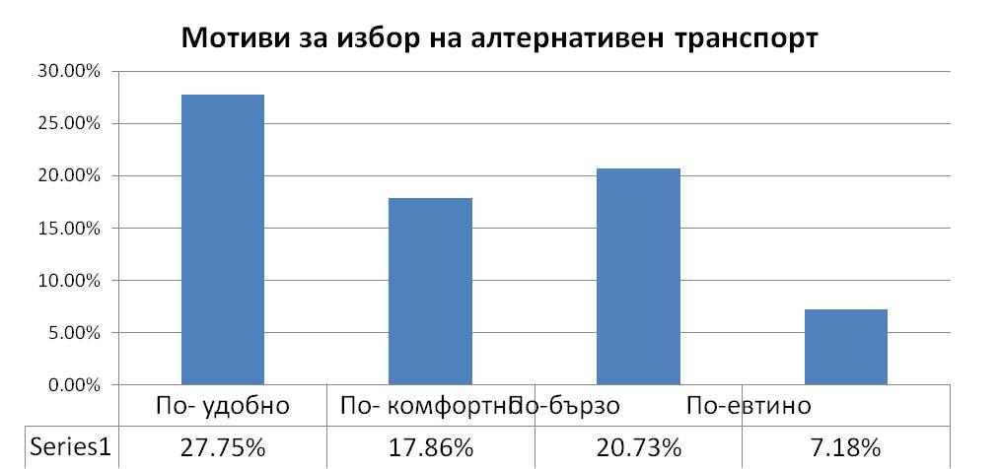 Мотиви за избор на алтернативен транспорт
30.00%
25.00%
20.00%
15.00%
10.00%
5.00%
0.00%
По- удобно По- комфортно По-бързо По-евтино
Series1 27.75% 17.86% 20.73% 7.18%